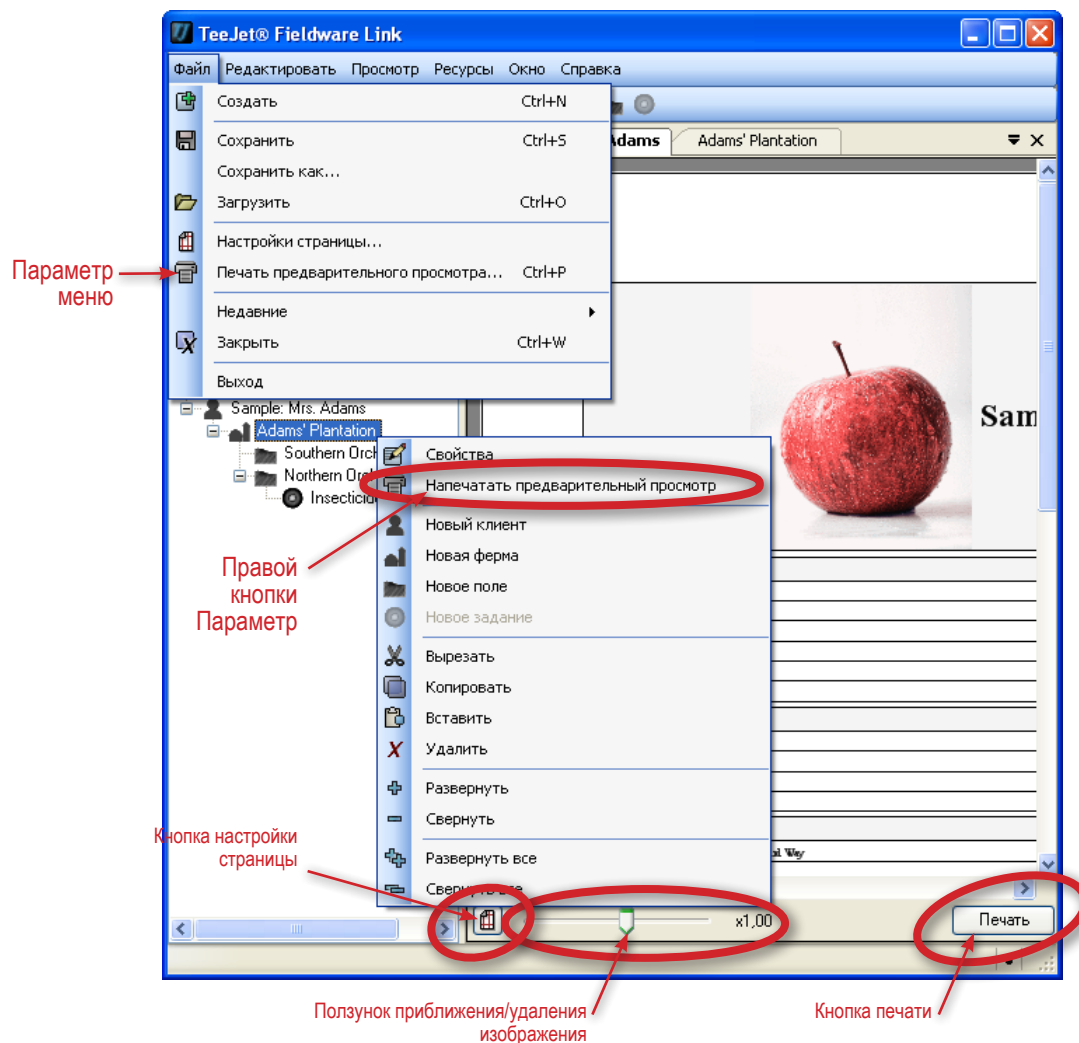 TeeJet® Fieldware Link
Файл Редактировать Просмотр Ресурсы Окно Справка
Создать Ctrl+N
Сохранить Ctrl+S
Сохранить как...
Загрузить Ctrl+O
Настройки страницы...
Печать предварительного просмотра... Ctrl+P
Недавние
Закрыть Ctrl+W
Выход
Adams Adams' Plantation
Параметр
меню
Sample: Mrs. Adams
Adams' Plantation
Southern Orch
Northern Orch
Insecticide
Sam
Свойства
Напечатать предварительный просмотр
Новый клиент
Новая ферма
Новое поле
Новое задание
Вырезать
Копировать
Вставить
Удалить
Развернуть
Свернуть
Развернуть все
Свернуть все
Правой
кнопки
Параметр
Кнопка настройки
страницы
Way
x1,00
Печать
Ползунок приближения/удаления
изображения
Кнопка печати